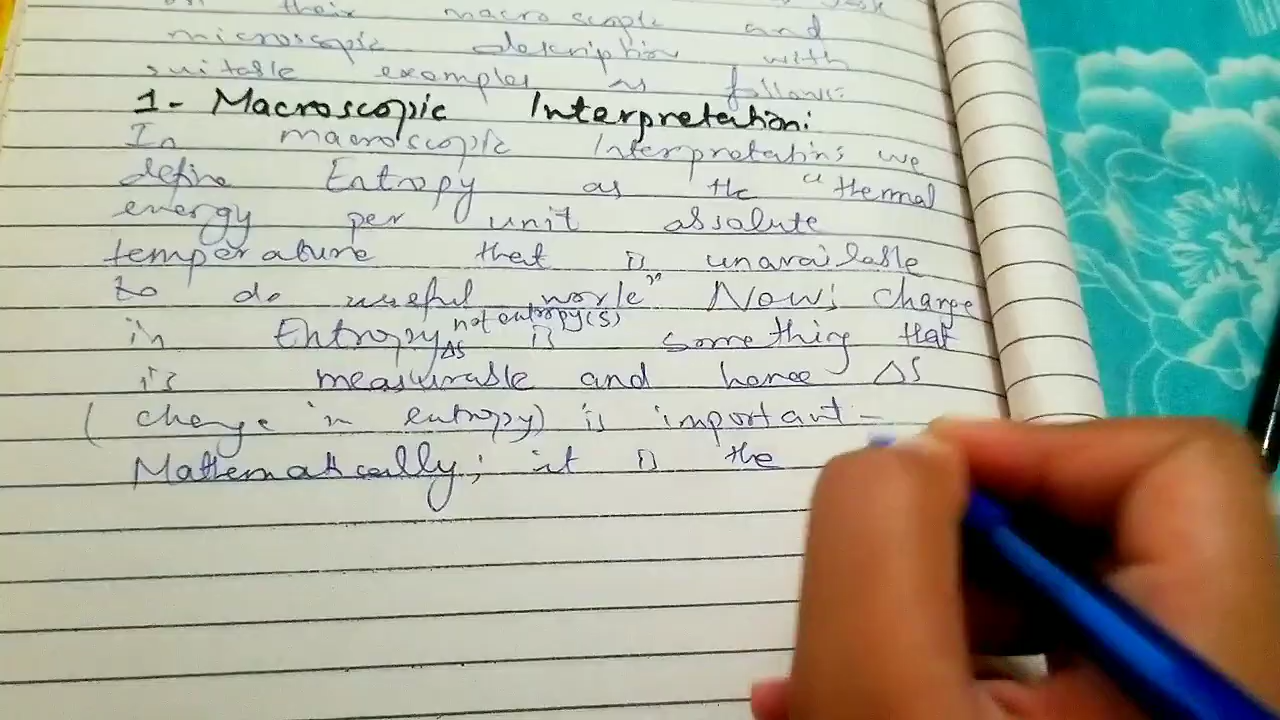 their macroscopic and
microscopic description with
suitable examples as follows:
1- Macroscopic Interpretation:
In macroscopic Interpretations we
define Entropy as the "thermal
energy per unit absolute
temperature that is unavailable
to do useful work" Now; change
in Entropy ΔS not entropy(S) is something that
is measurable and hence ΔS
(change in entropy) is important-
Mathematically; it is the